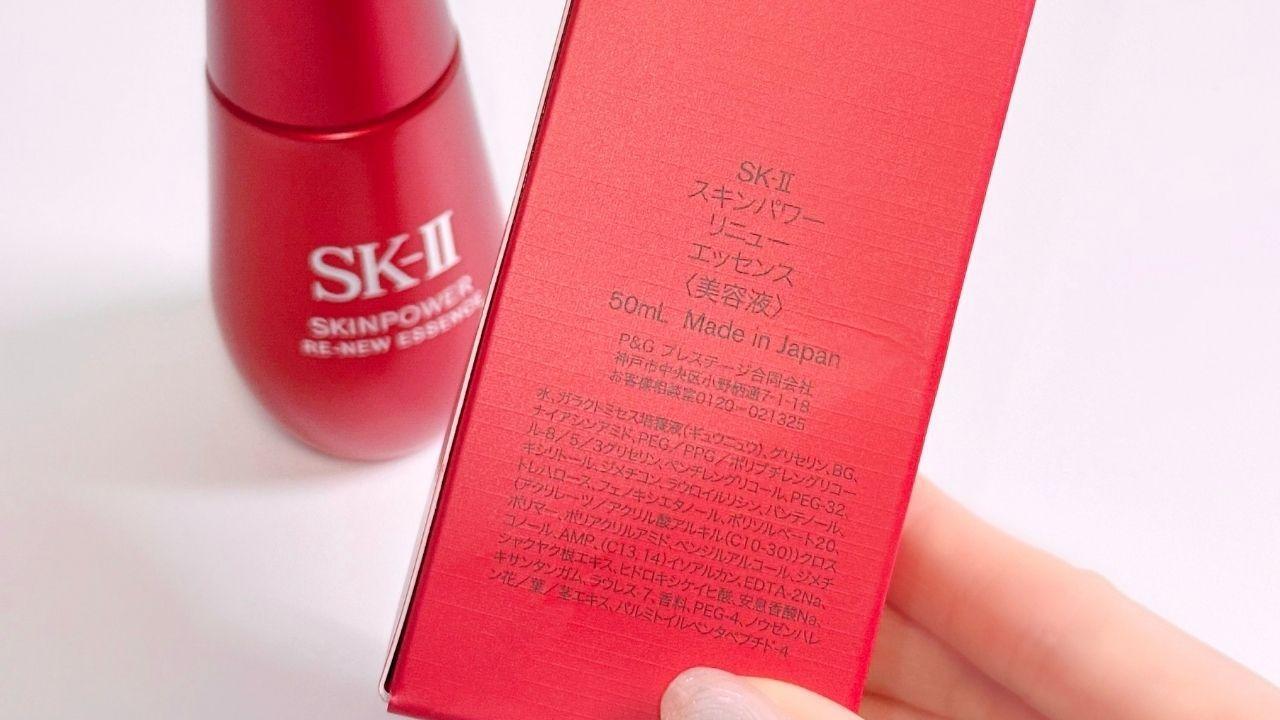 SK-II
SKINPOWER
RE-NEW ESSENCE
SK-II
スキンパワー
リニュー
エッセンス
〈美容液〉
50mL Made in Japan
P&G プレステージ合同会社
神戸市中央区小野柄通7-1-18
お客様相談室0120-021325
水、ガラクトミセス培養液(ギュウニュウ)、グリセリン、BG、
ナイアシンアミド、PEG/PPG/ポリブチレングリコー
ル-8/5/3グリセリン、ペンチレングリコール、PEG-32、
キシリトール、ジメチコン、ラウロイルリシン、パンテノール、
トレハロース、フェノキシエタノール、ポリソルベート20、
(アクリレーツ/アクリル酸アルキル(C10-30))クロス
ポリマー、ポリアクリルアミド、ベンジルアルコール、ジメチ
コノール、AMP、(C13,14)イソアルカン、EDTA-2Na、
シャクヤク根エキス、ヒドロキシケイヒ酸、安息香酸Na、
キサンタンガム、ラウレス-7、香料、PEG-4、ノウゼンハレ
ン花/葉/茎エキス、パルミトイルペンタペプチド-4